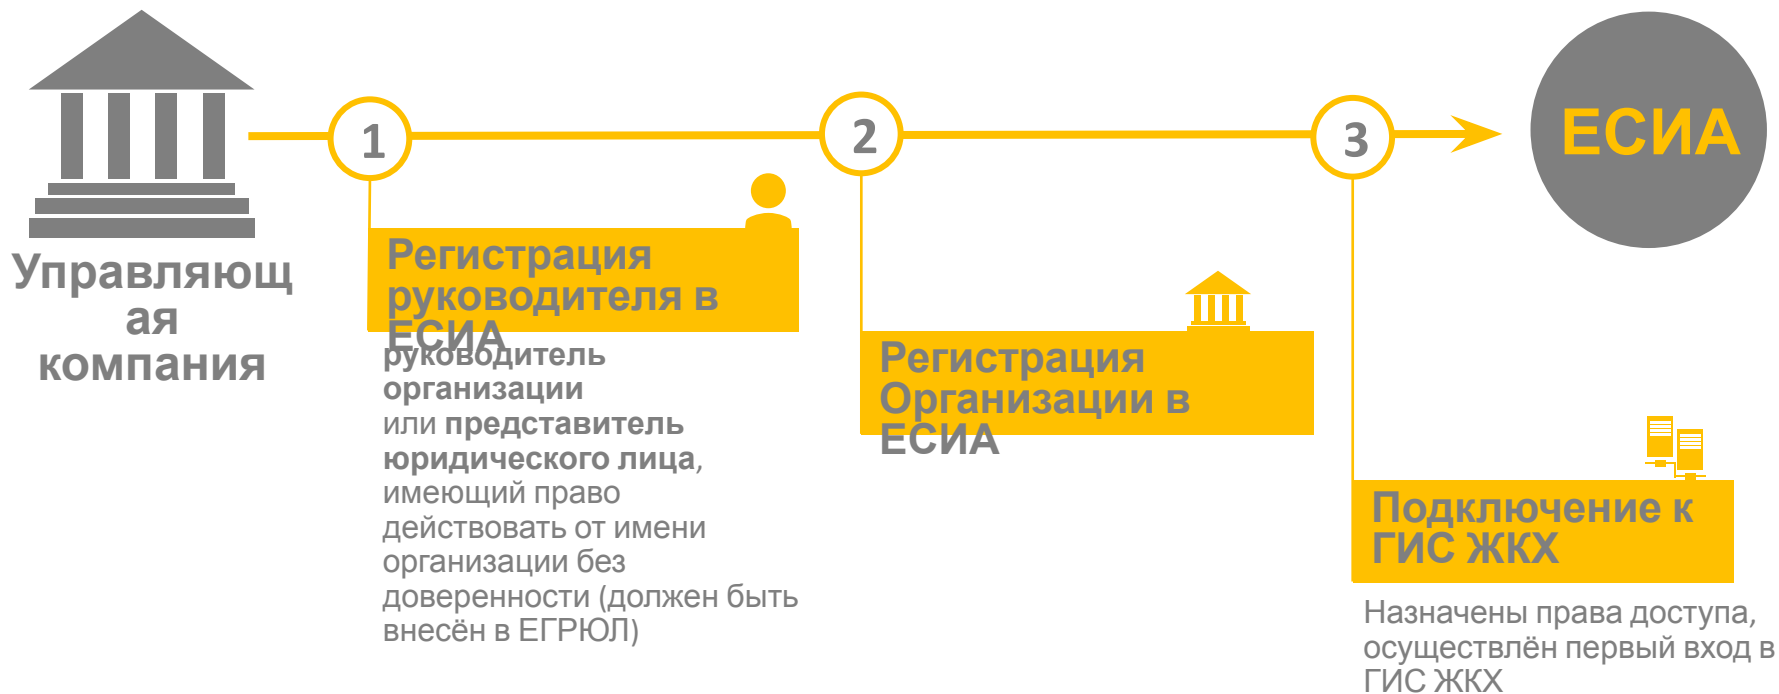 Управляющ
ая
компания
1
2
3
ЕСИА
Регистрация
руководителя в
ЕСИА
руководитель
организации
или представитель
юридического лица,
имеющий право
действовать от имени
организации без
доверенности (должен быть
внесён в ЕГРЮЛ)
Регистрация
Организации в
ЕСИА
Подключение к
ГИС ЖКХ
Назначены права доступа,
осуществлён первый вход в
ГИС ЖКХ